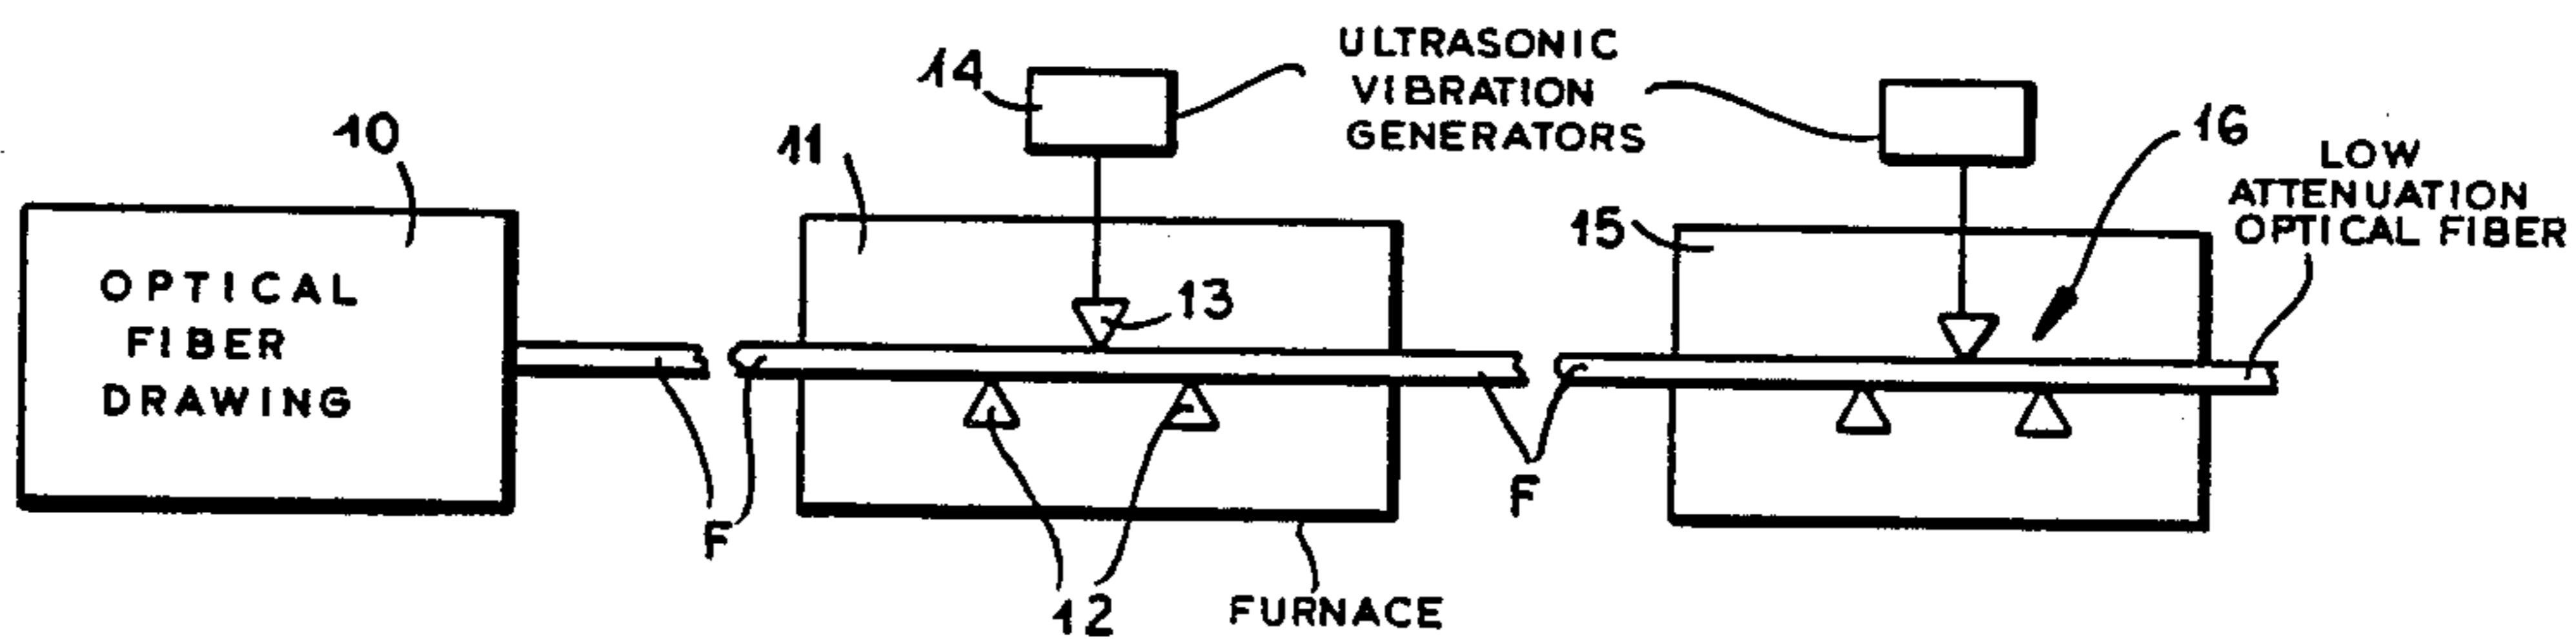 14
ULTRASONIC
VIBRATION
GENERATORS
16
10
11
LOW
ATTENUATION
OPTICAL FIBER
15
OPTICAL
FIBER
DRAWING
13
F
F
12
FURNACE